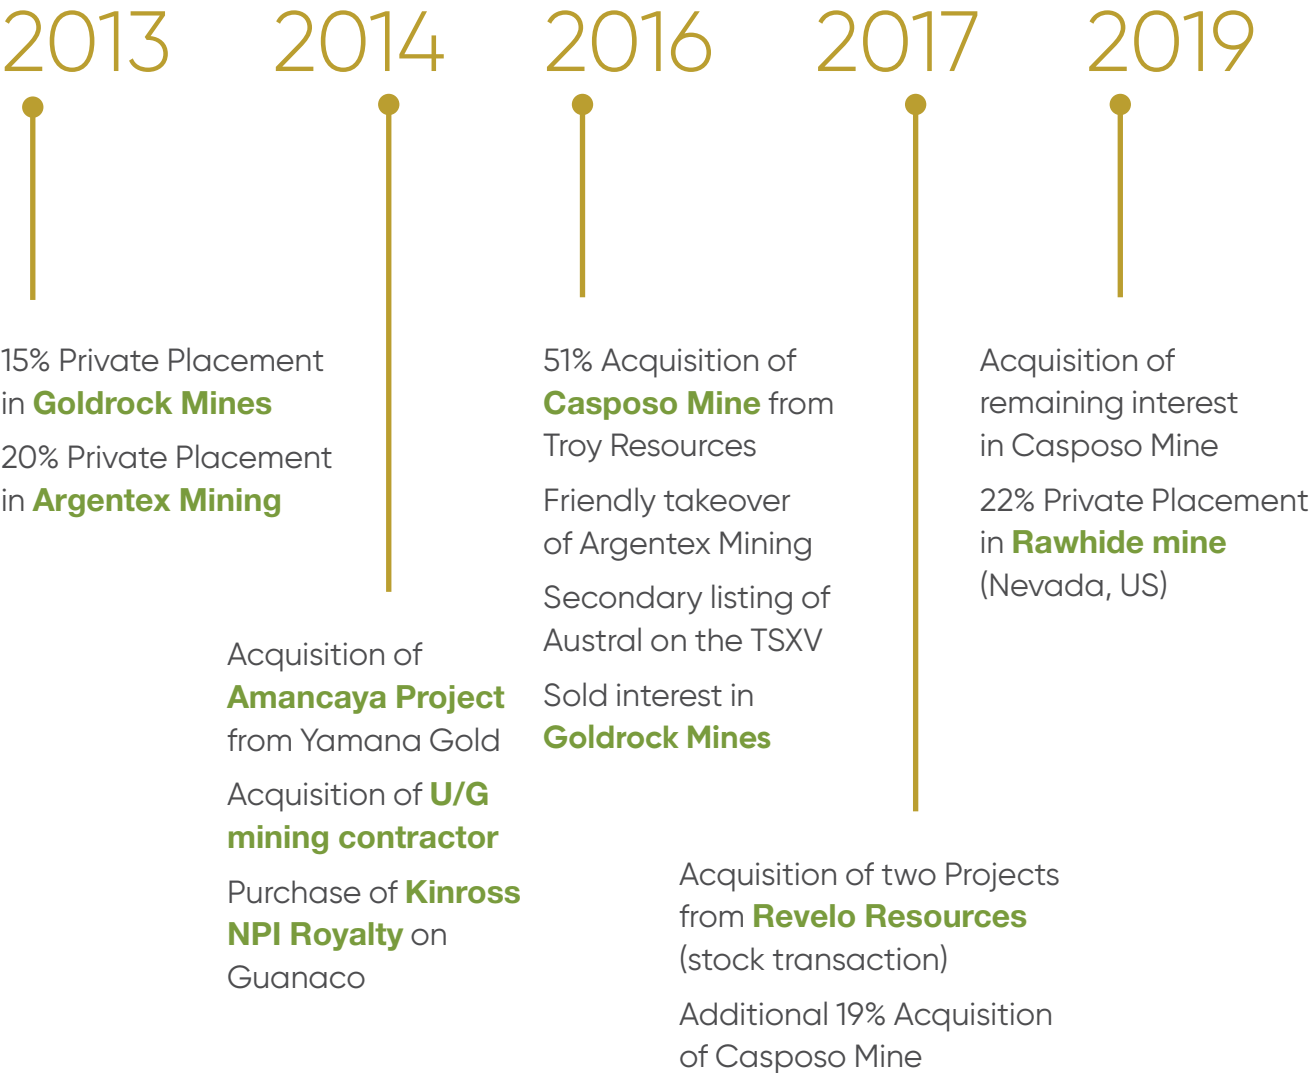 2013
15% Private Placement
in Goldrock Mines
20% Private Placement
in Argentex Mining
2014
Acquisition of
Amancaya Project
from Yamana Gold
Acquisition of U/G
mining contractor
Purchase of Kinross
NPI Royalty on
Guanaco
2016
51% Acquisition of
Casposo Mine from
Troy Resources
Friendly takeover
of Argentex Mining
Secondary listing of
Austral on the TSXV
Sold interest in
Goldrock Mines
2017
Acquisition of two Projects
from Revelo Resources
(stock transaction)
Additional 19% Acquisition
of Casposo Mine
2019
Acquisition of
remaining interest
in Casposo Mine
22% Private Placement
in Rawhide mine
(Nevada, US)